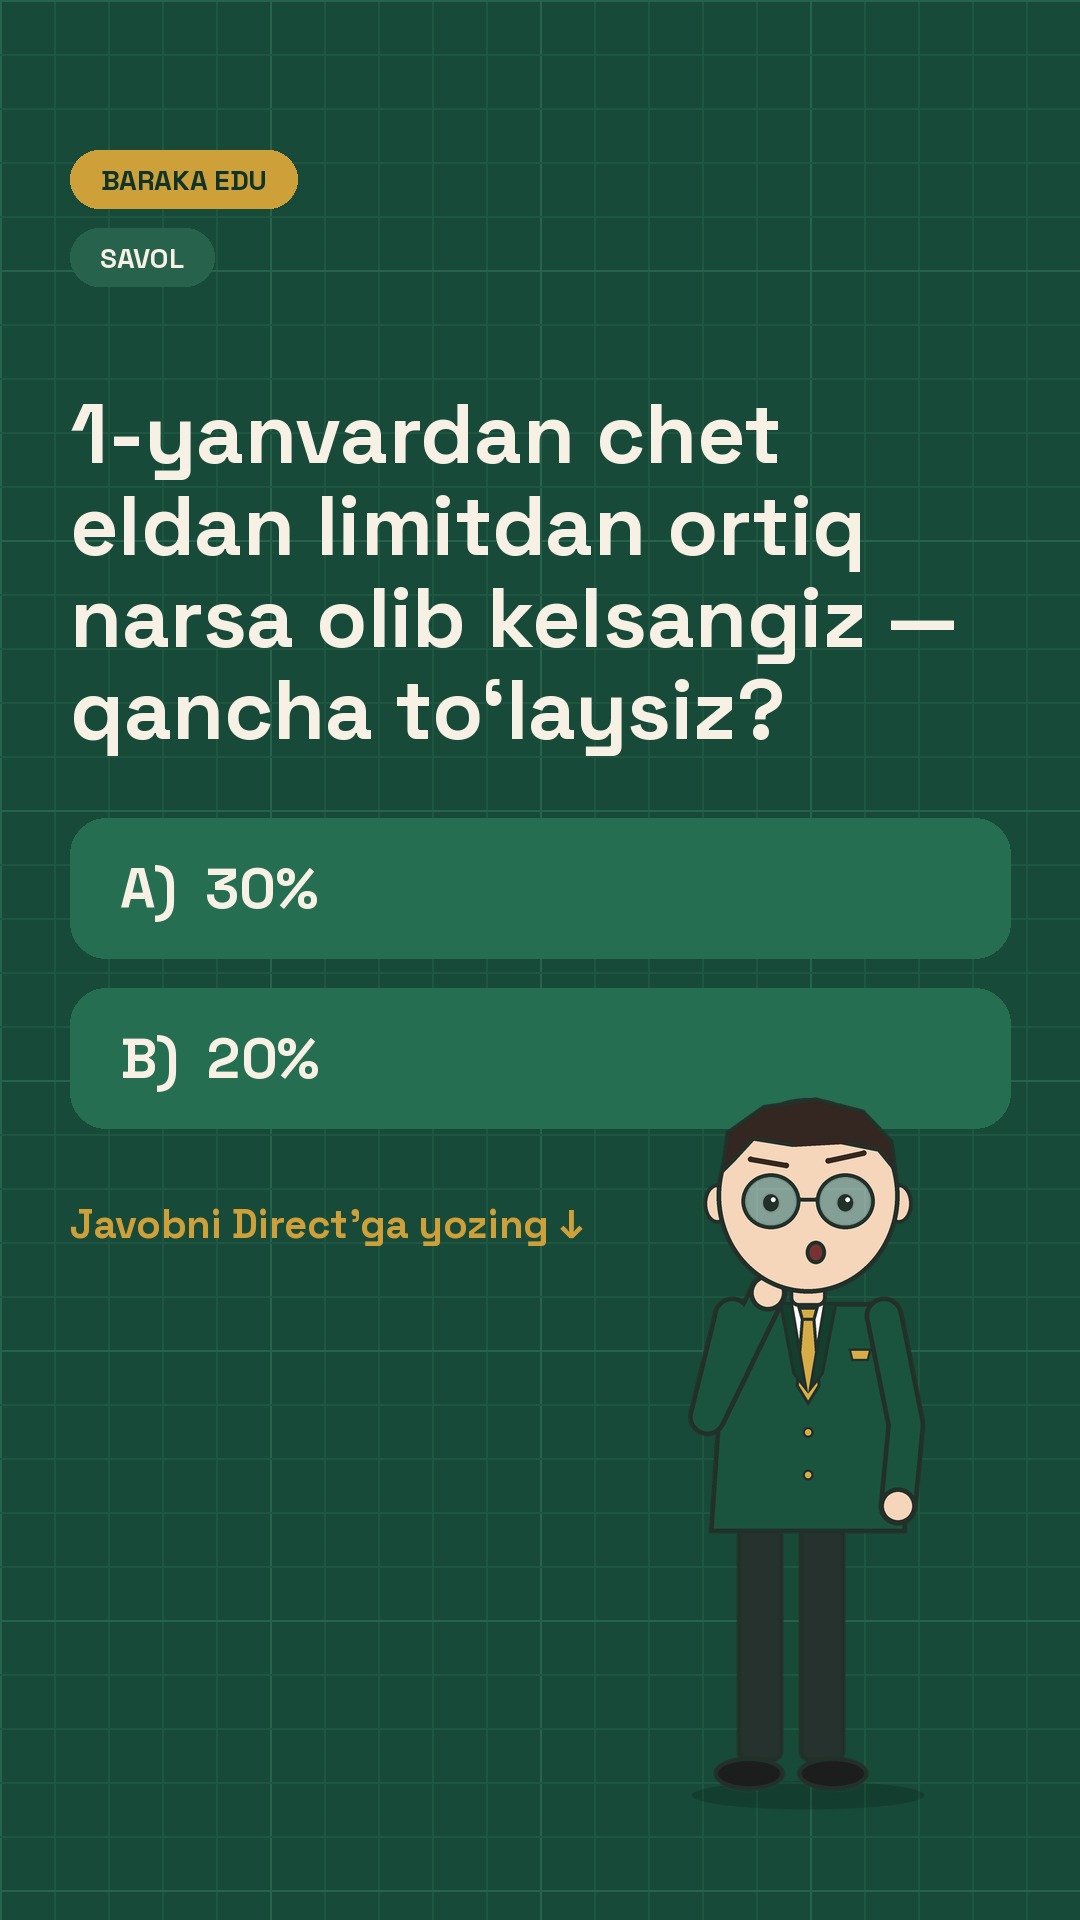 BARAKA EDU
SAVOL
1-yanvardan chet
eldan limitdan ortiq
narsa olib kelsangiz —
qancha to‘laysiz?
A) 30%
B) 20%
Javobni Direct’ga yozing ↓